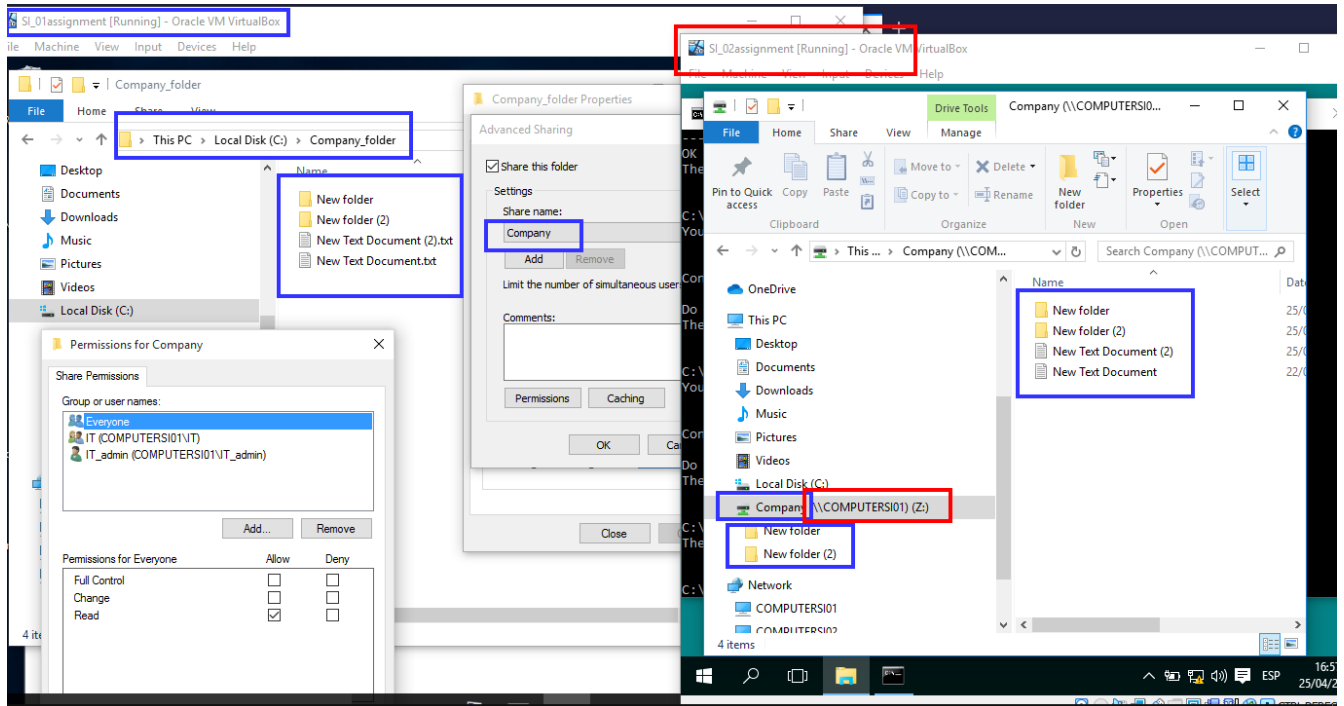 SI_01assignment [Running] - Oracle VM VirtualBox
Machine View Input Devices Help
Company_folder
File Home Share View
This PC > Local Disk (C:) > Company_folder
Desktop
Documents
Downloads
Music
Pictures
Videos
Local Disk (C:)
Name
New folder
New folder (2)
New Text Document (2).txt
New Text Document.txt
Permissions for Company
Share Permissions
Group or user names:
Everyone
IT (COMPUTERSI01\IT)
IT_admin (COMPUTERSI01\IT_admin)
Add... Remove
Permissions for Everyone Allow Deny
Full Control
Change
Read
Company_folder Properties
Advanced Sharing
Share this folder
Settings
Share name:
Company
Add Remove
Limit the number of simultaneous
Comments:
Permissions Caching
OK
Close
SI_02assignment [Running] - Oracle VM VirtualBox
File Machine View Input Devices Help
Drive Tools Company (\\COMPUTERSI0...
File Home Share View Manage
Pin to Quick access
Copy
Paste
Move to
Copy to
Delete
Rename
New folder
Properties
Select
Clipboard Organize New Open
This ... > Company (\\COM...
Search Company (\\COMPUT...
OneDrive
This PC
Desktop
Documents
Downloads
Music
Pictures
Videos
Local Disk (C:)
Company (\\COMPUTERSI01) (Z:)
New folder
New folder (2)
Network
COMPUTERSI01
COMPUTERSI02
Name
New folder
New folder (2)
New Text Document (2)
New Text Document
4 items
OK
C:\
Do
C:\
Do
C:\
C:\
ESP